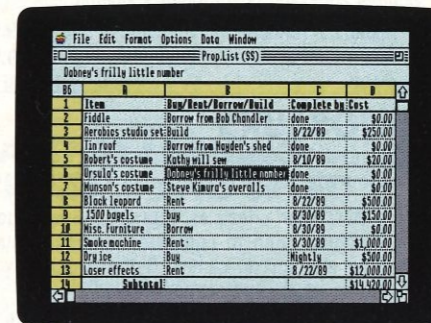 File Edit Format Options Data Window
Prop.List (SS)
Dabney's frilly little number
B6 A B C D
1 Item Buy/Rent/Borrow/Build Complete by Cost
2 Fiddle Borrow from Bob Chandler done $0.00
3 Aerobics studio set Build 8/22/89 $250.00
4 Tin roof Borrow from Hayden's shed done $0.00
5 Robert's costume Kathy will sew 8/10/89 $20.00
6 Ursula's costume Dabney's frilly little number done $0.00
7 Munson's costume Steve Kimura's overalls done $0.00
8 Black leopard Rent 8/22/89 $500.00
9 1500 bagels buy 8/30/89 $150.00
10 Misc. Furniture Borrow 8/30/89 $0.00
11 Smoke machine Rent 8/30/89 $1,000.00
12 Dry ice Buy Nightly $500.00
13 Laser effects Rent 8/22/89 $12,000.00
14 Subtotal $14,420.00